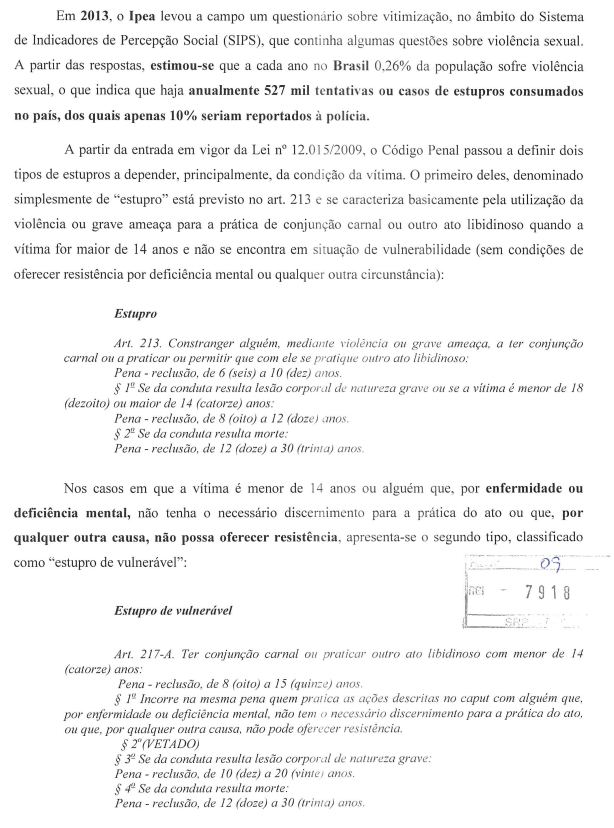 Em 2013, o Ipea levou a campo um questionário sobre vitimização, no âmbito do Sistema
de Indicadores de Percepção Social (SIPS), que continha algumas questões sobre violência sexual.
A partir das respostas, estimou-se que a cada ano no Brasil 0,26% da população sofre violência
sexual, o que indica que haja anualmente 527 mil tentativas ou casos de estupros consumados
no país, dos quais apenas 10% seriam reportados à polícia.
A partir da entrada em vigor da Lei nº 12.015/2009, o Código Penal passou a definir dois
tipos de estupros a depender, principalmente, da condição da vítima. O primeiro deles, denominado
simplesmente de “estupro” está previsto no art. 213 e se caracteriza basicamente pela utilização da
violência ou grave ameaça para a prática de conjunção carnal ou outro ato libidinoso quando a
vítima for maior de 14 anos e não se encontra em situação de vulnerabilidade (sem condições de
oferecer resistência por deficiência mental ou qualquer outra circunstância):
Estupro
Art. 213. Constranger alguém, mediante violência ou grave ameaça, a ter conjunção
carnal ou a praticar ou permitir que com ele se pratique outro ato libidinoso:
Pena - reclusão, de 6 (seis) a 10 (dez) anos.
§ 1º Se da conduta resulta lesão corporal de natureza grave ou se a vítima é menor de 18
(dezoito) ou maior de 14 (catorze) anos:
Pena - reclusão, de 8 (oito) a 12 (doze) anos.
§ 2º Se da conduta resulta morte:
Pena - reclusão, de 12 (doze) a 30 (trinta) anos.
Nos casos em que a vítima é menor de 14 anos ou alguém que, por enfermidade ou
deficiência mental, não tenha o necessário discernimento para a prática do ato ou que, por
qualquer outra causa, não possa oferecer resistência, apresenta-se o segundo tipo, classificado
como “estupro de vulnerável”:
09
- 7918
Estupro de vulnerável
Art. 217-A. Ter conjunção carnal ou praticar outro ato libidinoso com menor de 14
(catorze) anos:
Pena - reclusão, de 8 (oito) a 15 (quinze) anos.
§ 1º Incorre na mesma pena quem pratica as ações descritas no caput com alguém que,
por enfermidade ou deficiência mental, não tem o necessário discernimento para a prática do ato,
ou que, por qualquer outra causa, não pode oferecer resistência.
§ 2º(VETADO)
§ 3º Se da conduta resulta lesão corporal de natureza grave:
Pena - reclusão, de 10 (dez) a 20 (vinte) anos.
§ 4º Se da conduta resulta morte:
Pena - reclusão, de 12 (doze) a 30 (trinta) anos.